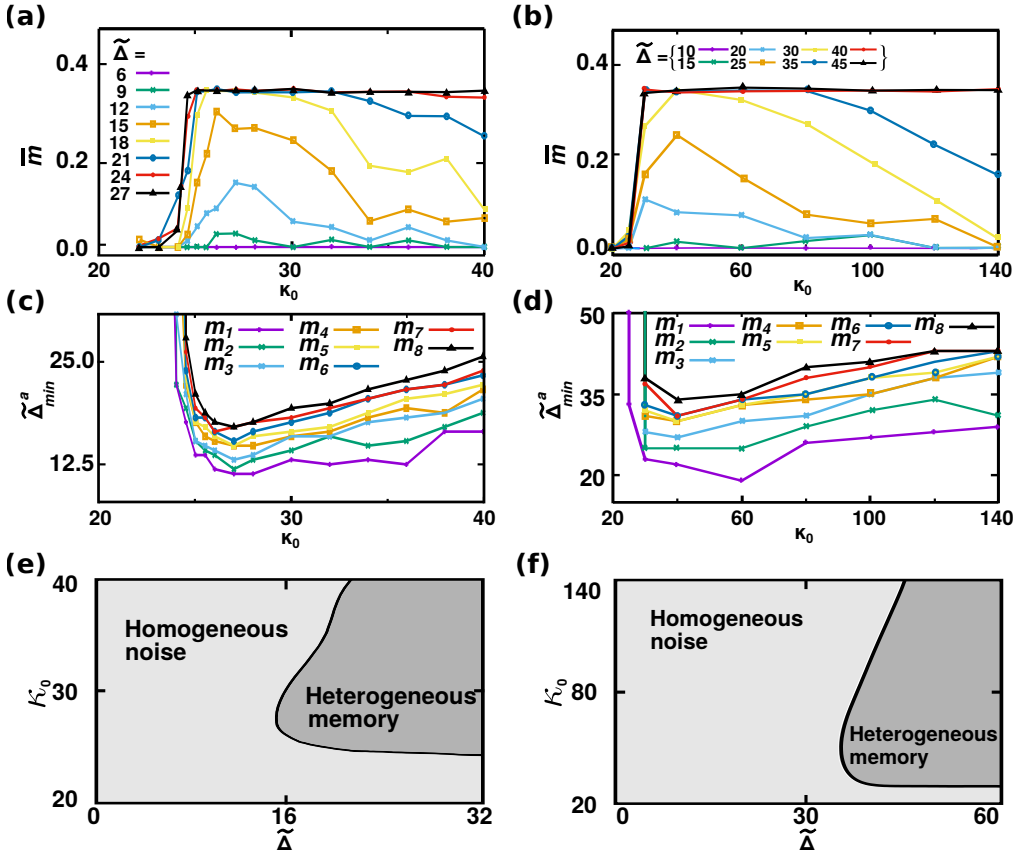 (a)
Δ̃ =
6
9
12
15
18
21
24
27
0.4
0.2
0.0
m̄
20
30
40
κ₀
(b)
Δ̃ = { 10 20 30 40 }
15 25 35 45
0.4
0.2
0.0
m̄
20
60
100
140
κ₀
(c)
m₁ m₄ m₇
m₂ m₅ m₈
m₃ m₆
25.0
12.5
Δ̃ᵃmin
20
30
40
κ₀
(d)
m₁ m₄ m₆ m₈
m₂ m₅ m₇
m₃
50
35
20
Δ̃ᵃmin
20
60
100
140
κ₀
(e)
40
30
20
κ₀
Homogeneous
noise
Heterogeneous
memory
0
16
32
Δ̃
(f)
140
80
20
κ₀
Homogeneous
noise
Heterogeneous
memory
0
30
60
Δ̃